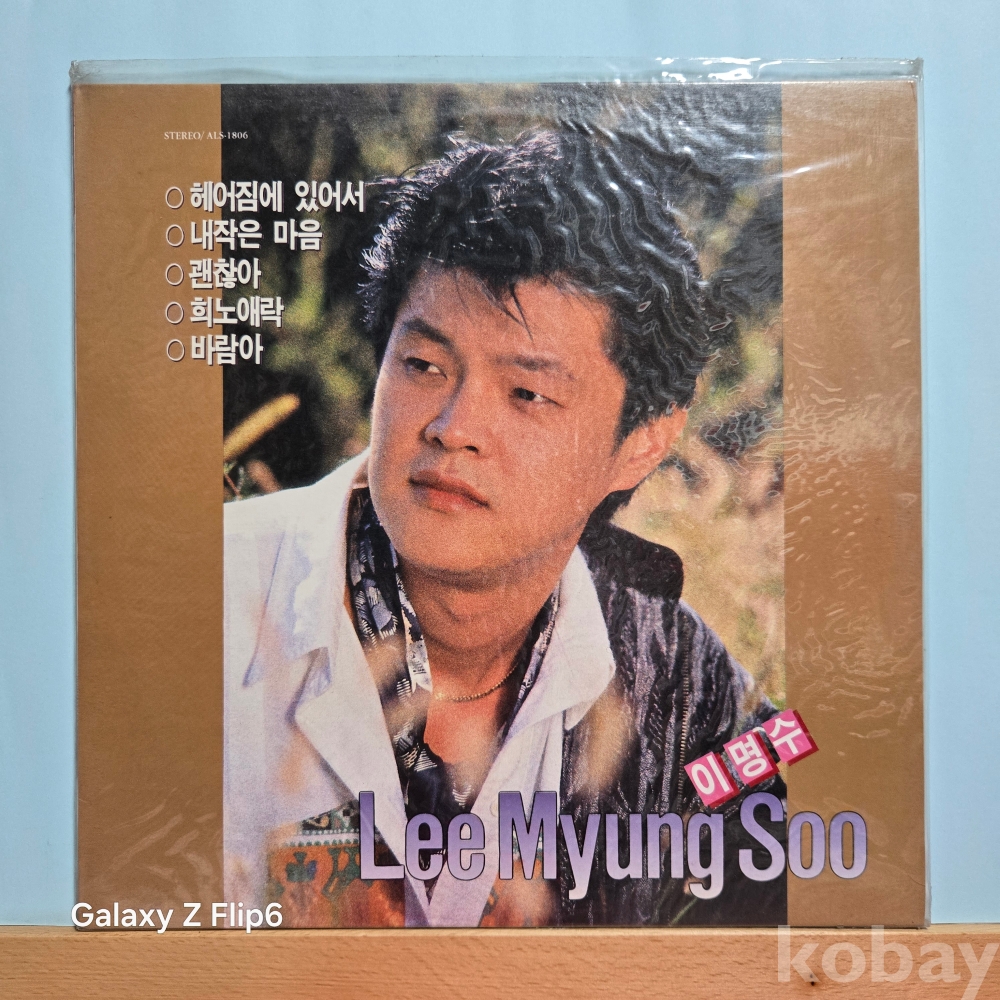 STEREO/ ALS-1806
○ 헤어짐에 있어서
○ 내작은 마음
○ 괜찮아
○ 희노애락
○ 바람아
이명수
Lee Myung Soo
Galaxy Z Flip6
kobay